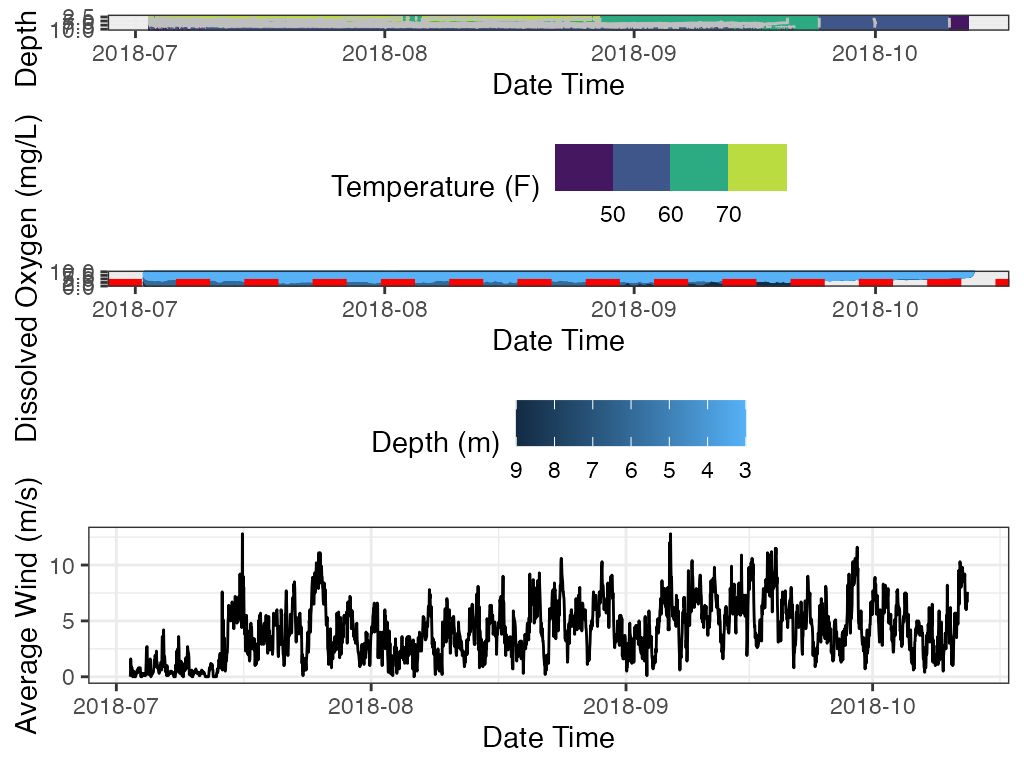 Depth
2018-07 2018-08 2018-09 2018-10
Date Time
Temperature (F)
50 60 70
Dissolved Oxygen (mg/L)
2018-07 2018-08 2018-09 2018-10
Date Time
Depth (m)
9 8 7 6 5 4 3
Average Wind (m/s)
10
5
0
2018-07 2018-08 2018-09 2018-10
Date Time